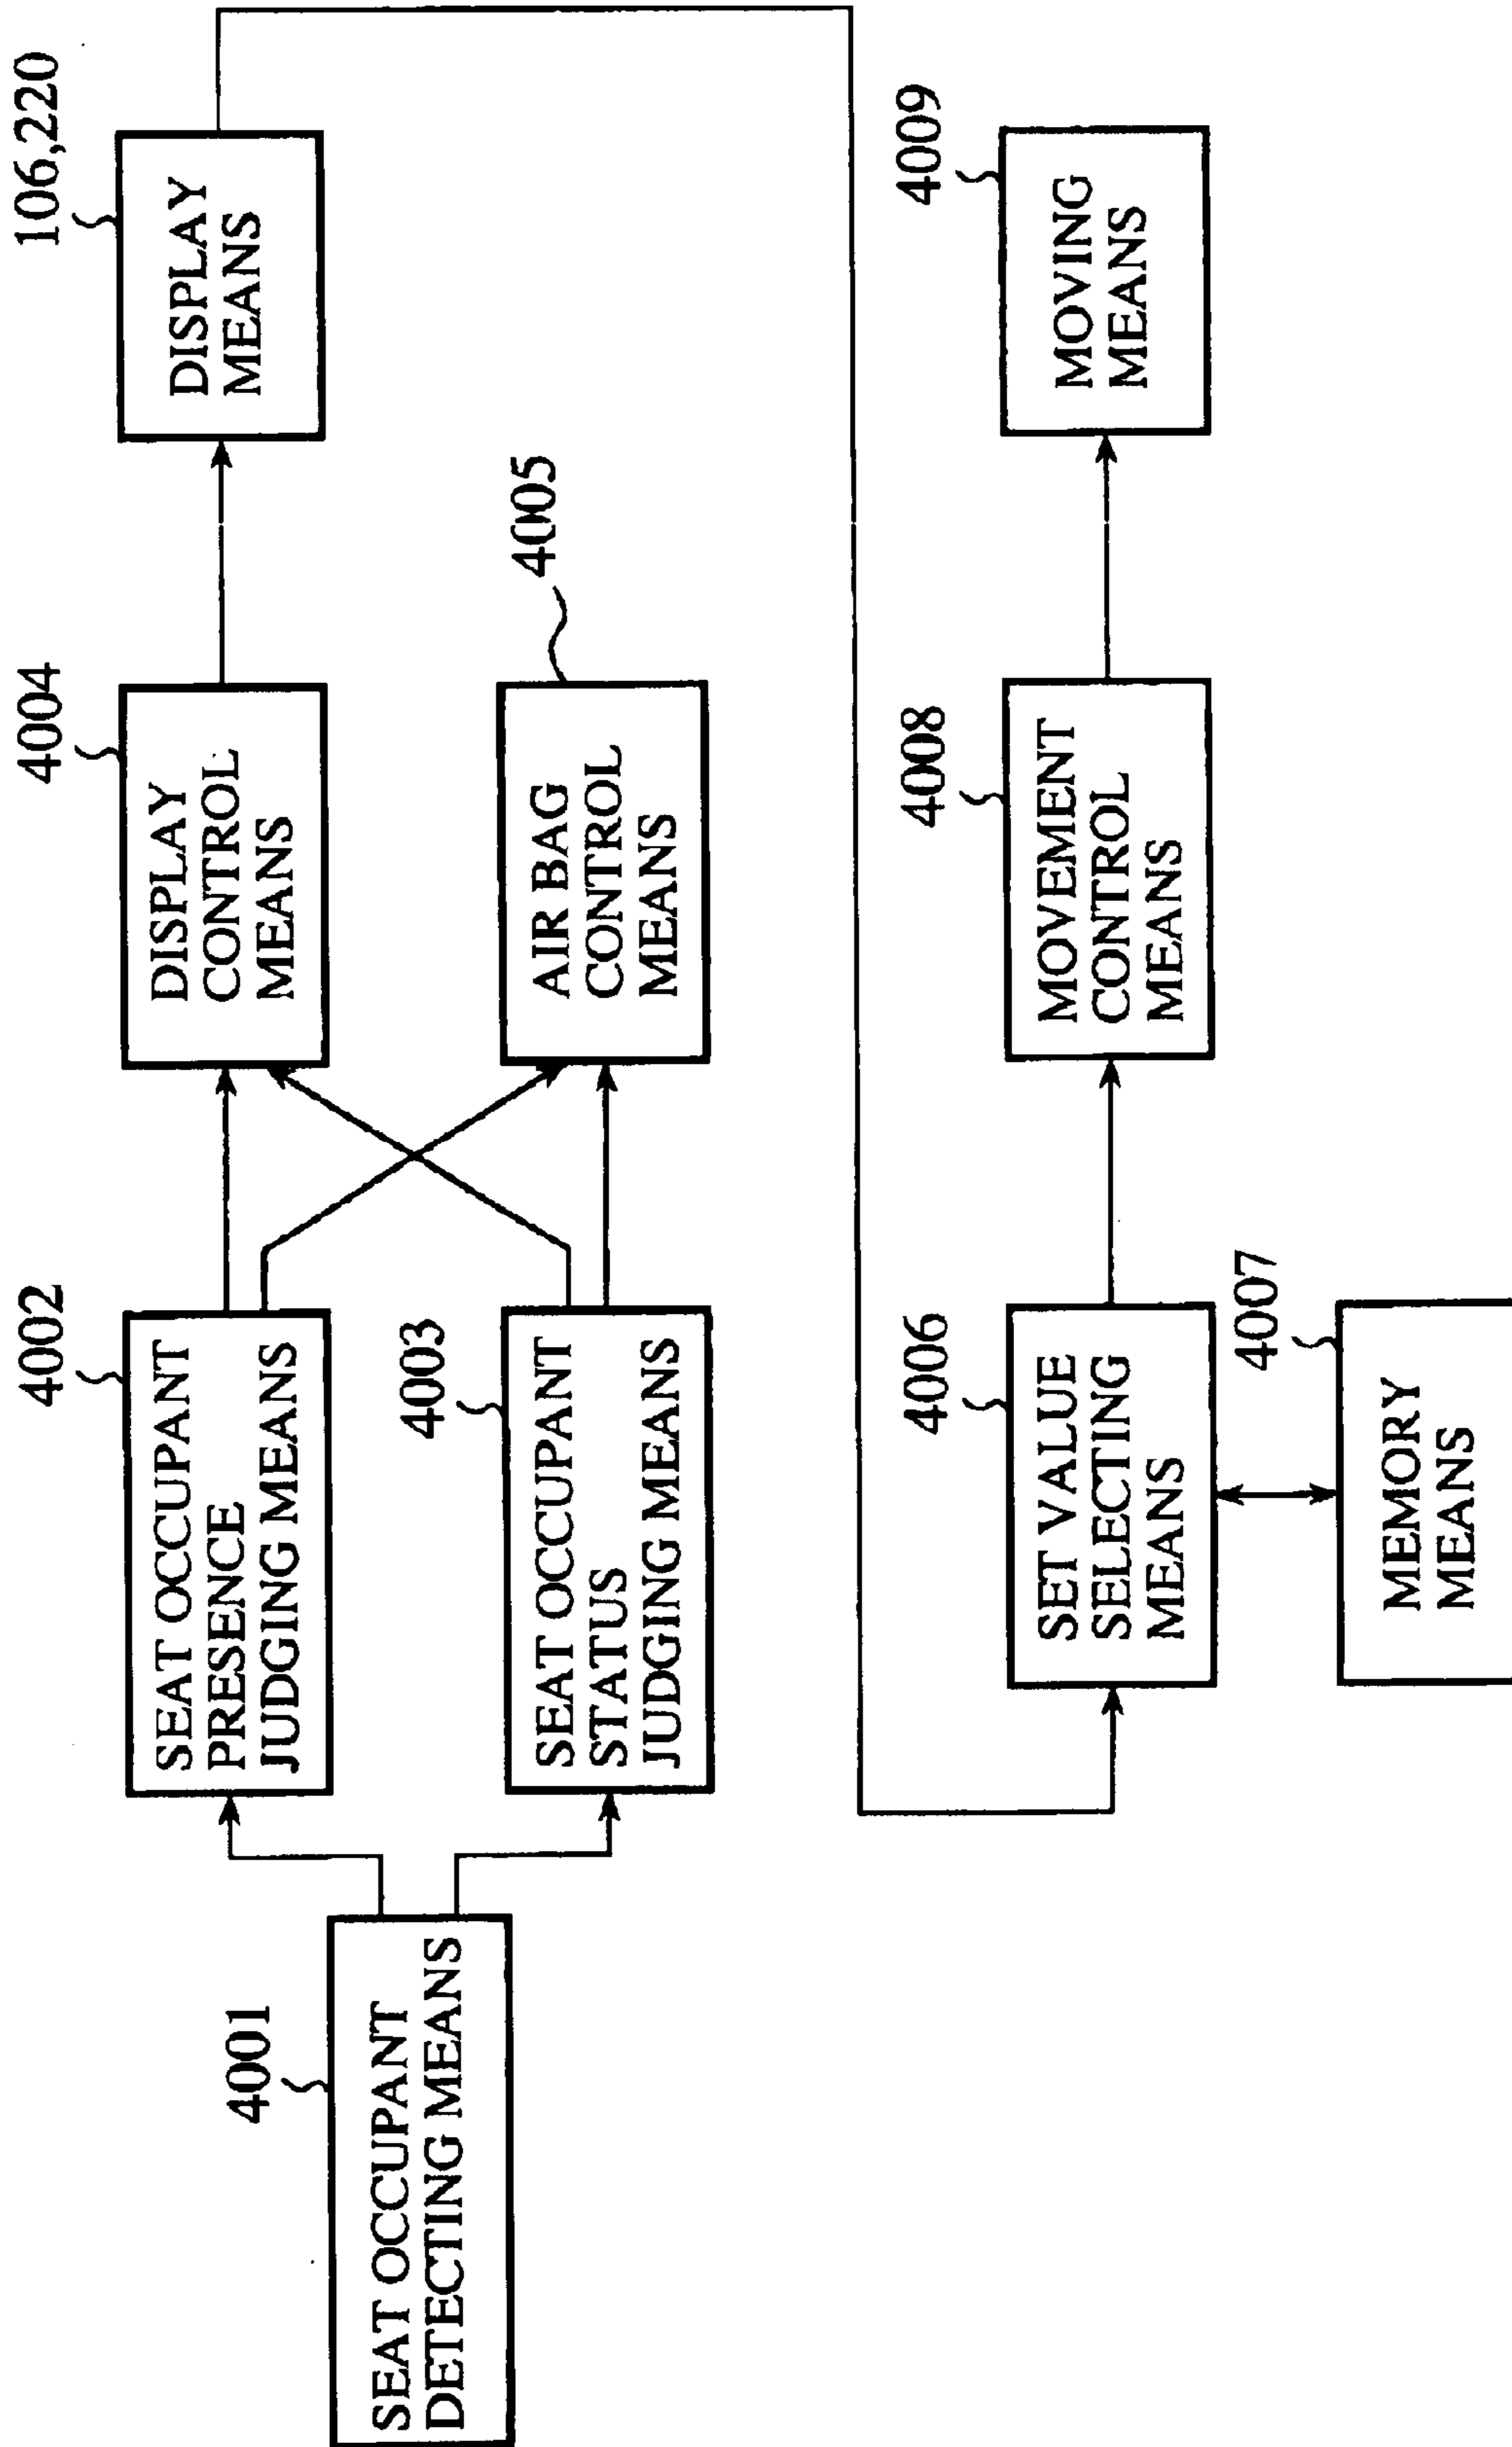 4001
SEAT OCCUPANT
DETECTING MEANS
4002
SEAT OCCUPANT
PRESENCE
JUDGING MEANS
4003
SEAT OCCUPANT
STATUS
JUDGING MEANS
4004
DISPLAY
CONTROL
MEANS
4005
AIR BAG
CONTROL
MEANS
106,220
DISPLAY
MEANS
4006
SET VALUE
SELECTING
MEANS
4007
MEMORY
MEANS
4008
MOVEMENT
CONTROL
MEANS
4009
MOVING
MEANS